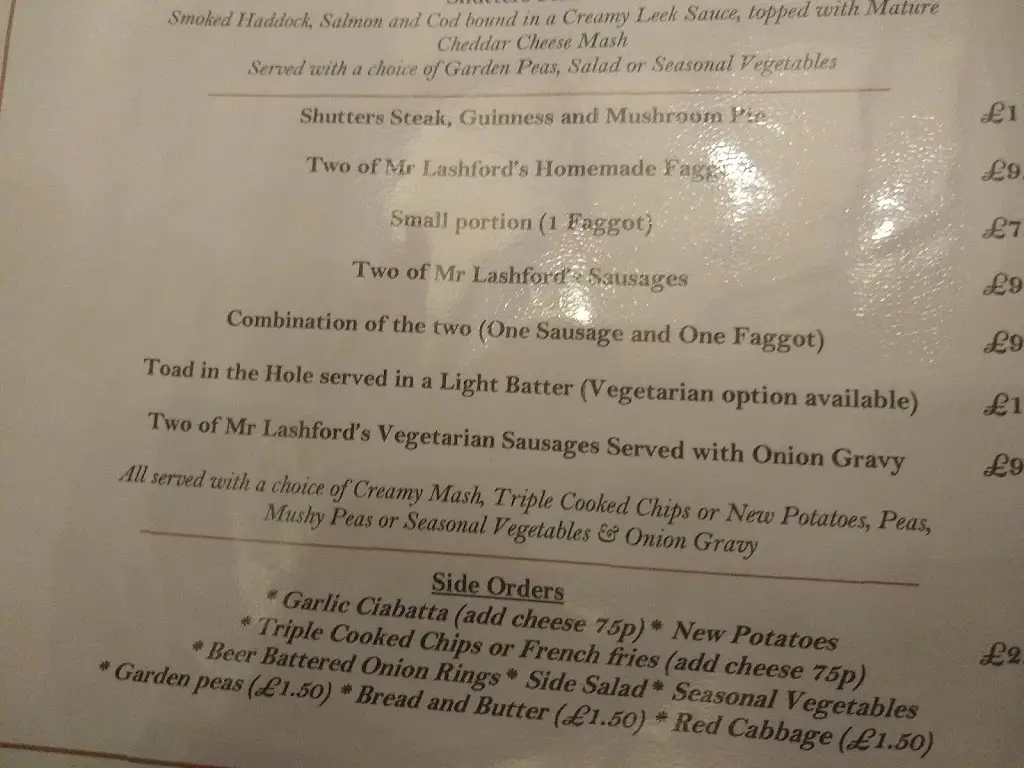 Smoked Haddock, Salmon and Cod bound in a Creamy Leek Sauce, topped with Mature
Cheddar Cheese Mash
Served with a choice of Garden Peas, Salad or Seasonal Vegetables
Shutters Steak, Guinness and Mushroom Pie £1
Two of Mr Lashford's Homemade £9.
Small portion (1 Faggot) £7
Two of Mr Lashford's Sausages £9
Combination of the two (One Sausage and One Faggot) £9
Toad in the Hole served in a Light Batter (Vegetarian option available) £1
Two of Mr Lashford's Vegetarian Sausages Served with Onion Gravy £9
All served with a choice of Creamy Mash, Triple Cooked Chips or New Potatoes, Peas,
Mushy Peas or Seasonal Vegetables & Onion Gravy
Side Orders
* Garlic Ciabatta (add cheese 75p) * New Potatoes
* Triple Cooked Chips or French fries (add cheese 75p) £2
* Beer Battered Onion Rings * Side Salad * Seasonal Vegetables
* Garden peas (£1.50) * Bread and Butter (£1.50) * Red Cabbage (£1.50)